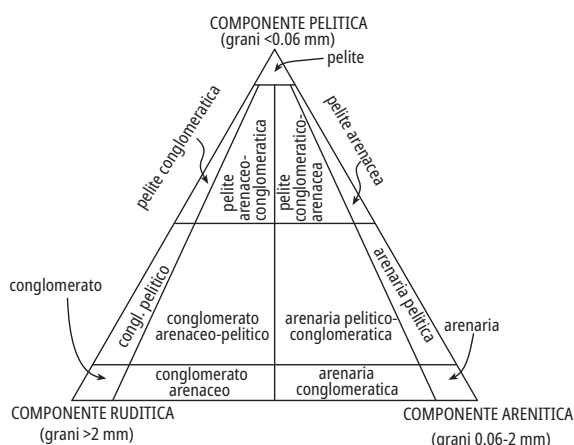 COMPONENTE PELITICA
(grani <0.06 mm)
pelite
pelite conglomeratica
pelite
arenaceo-
conglomeratica
pelite
conglomeratico-
arenacea
pelite arenacea
conglomerato
congl. pelitico
conglomerato
arenaceo-pelitico
arenaria pelitico-
conglomeratica
arenaria pelitica
arenaria
conglomerato
arenaceo
arenaria
conglomeratica
COMPONENTE RUDITICA
(grani >2 mm)
COMPONENTE ARENITICA
(grani 0.06-2 mm)